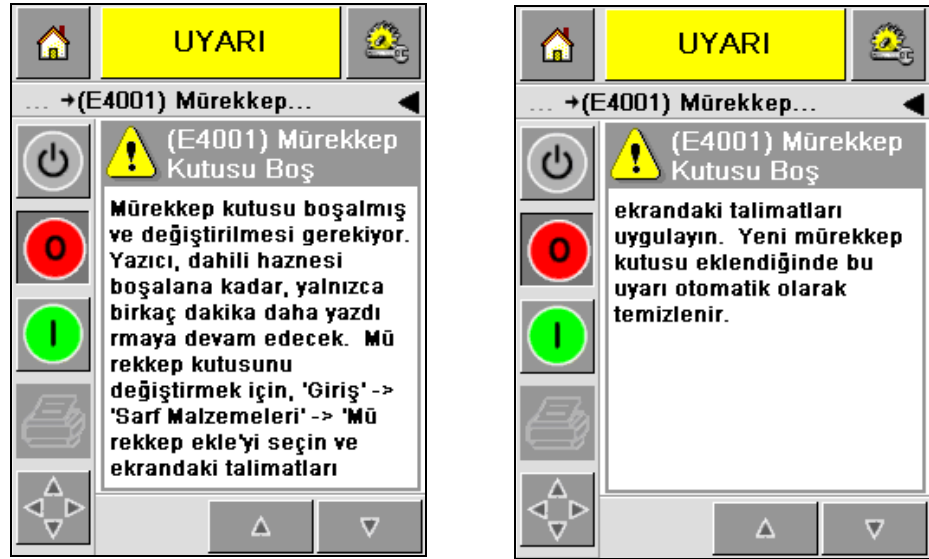 UYARI
... →(E4001) Mürekkep...
(E4001) Mürekkep
Kutusu Boş
Mürekkep kutusu boşalmış
ve değiştirilmesi gerekiyor.
Yazıcı, dahili haznesi
boşalana kadar, yalnızca
birkaç dakika daha yazdı
rmaya devam edecek.  Mü
rekkep kutusunu
değiştirmek için, 'Giriş' ->
'Sarf Malzemeleri' -> 'Mü
rekkep ekle'yi seçin ve
ekrandaki talimatları
O
I
UYARI
... →(E4001) Mürekkep...
(E4001) Mürekkep
Kutusu Boş
ekrandaki talimatları
uygulayın.  Yeni mürekkep
kutusu eklendiğinde bu
uyarı otomatik olarak
temizlenir.
O
I